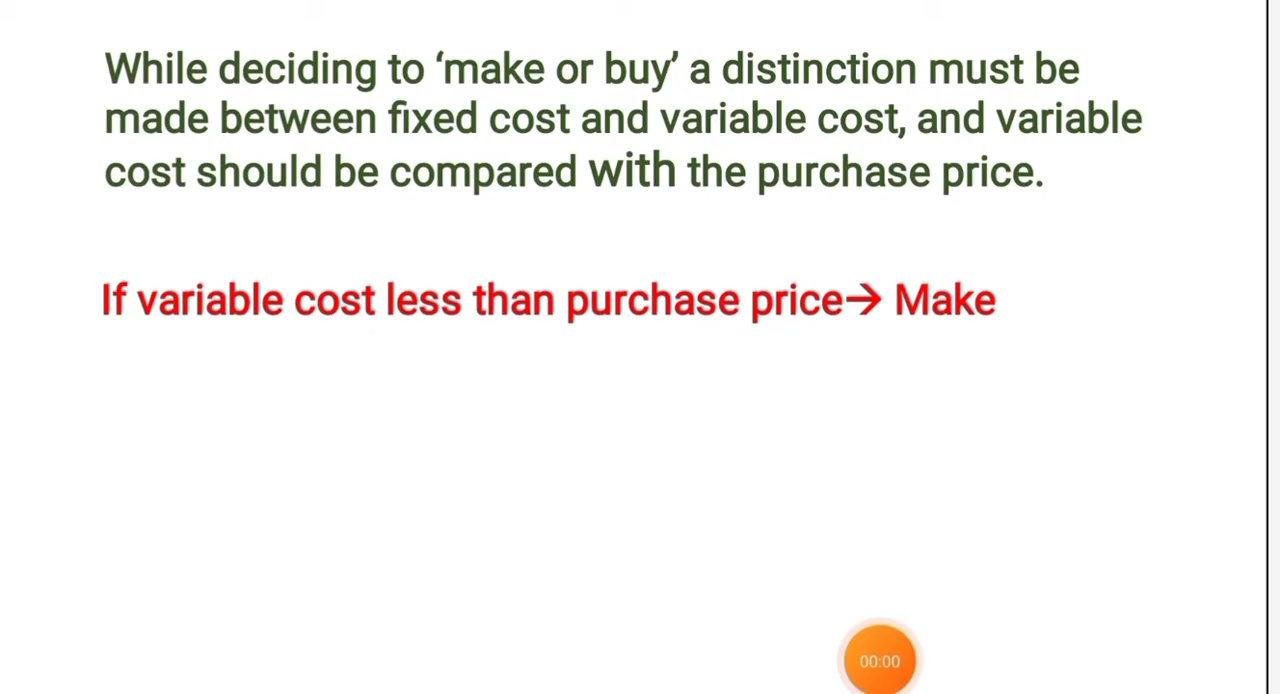 While deciding to ‘make or buy’ a distinction must be
made between fixed cost and variable cost, and variable
cost should be compared with the purchase price.
If variable cost less than purchase price→ Make
00:00